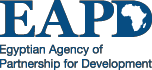 EAPD
Egyptian Agency of
Partnership for Development